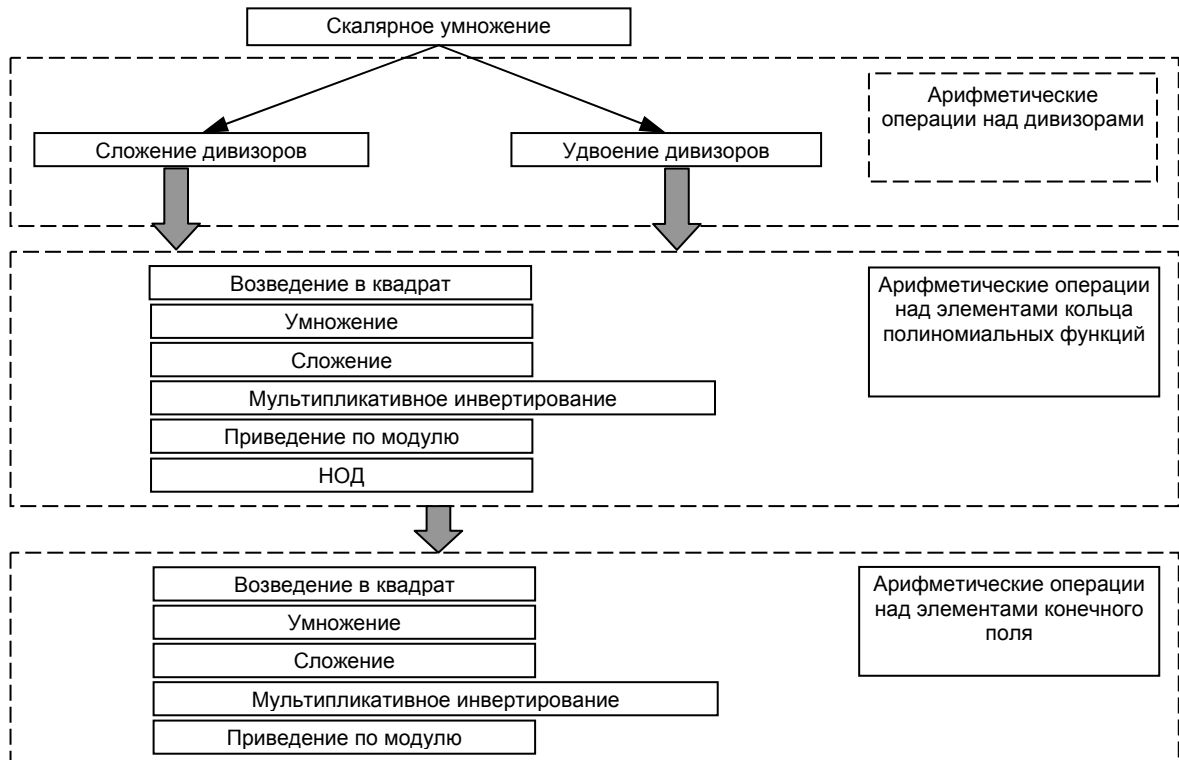 Скалярное умножение
Арифметические
операции над дивизорами
Сложение дивизоров
Удвоение дивизоров
Возведение в квадрат
Умножение
Сложение
Мультипликативное инвертирование
Приведение по модулю
НОД
Арифметические операции
над элементами кольца
полиномиальных функций
Возведение в квадрат
Умножение
Сложение
Мультипликативное инвертирование
Приведение по модулю
Арифметические операции
над элементами конечного
поля